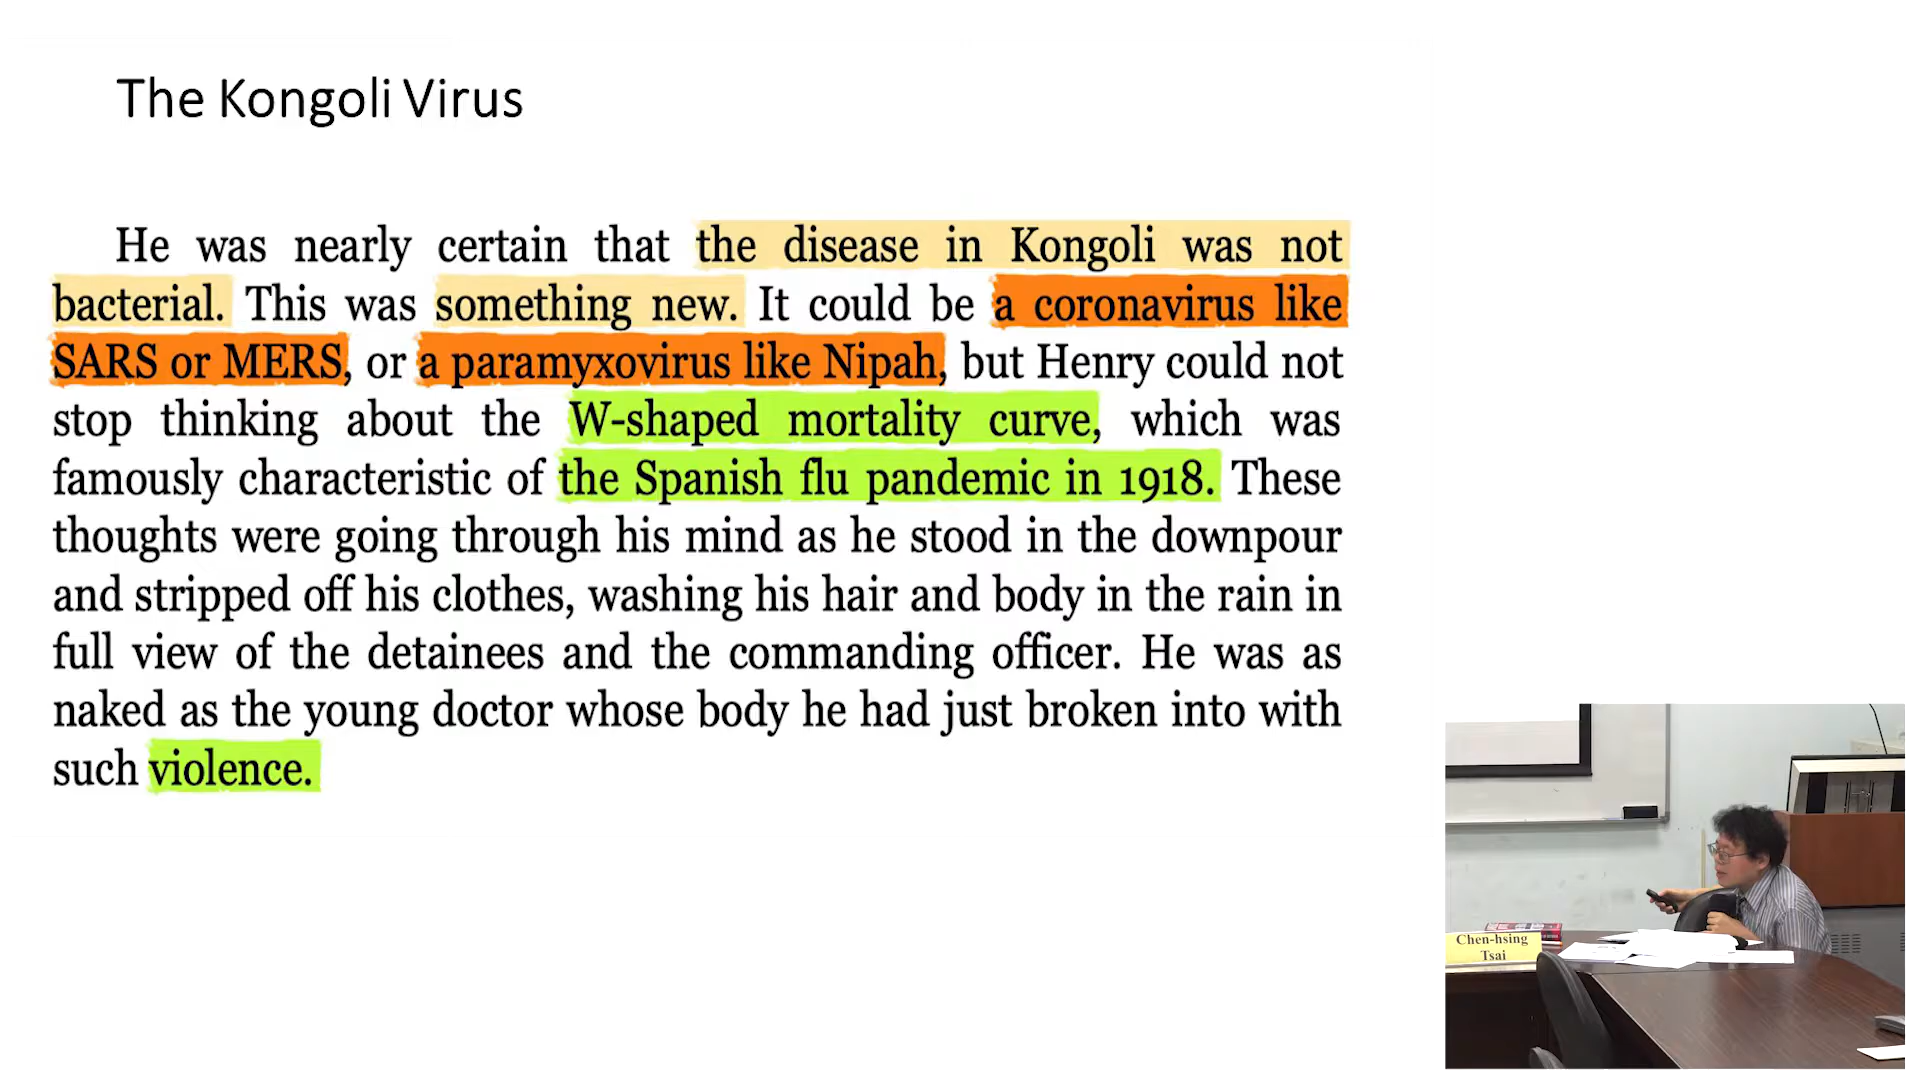 The Kongoli Virus
He was nearly certain that the disease in Kongoli was not
bacterial. This was something new. It could be a coronavirus like
SARS or MERS, or a paramyxovirus like Nipah, but Henry could not
stop thinking about the W-shaped mortality curve, which was
famously characteristic of the Spanish flu pandemic in 1918. These
thoughts were going through his mind as he stood in the downpour
and stripped off his clothes, washing his hair and body in the rain in
full view of the detainees and the commanding officer. He was as
naked as the young doctor whose body he had just broken into with
such violence.
Chen-hsing
Tsai